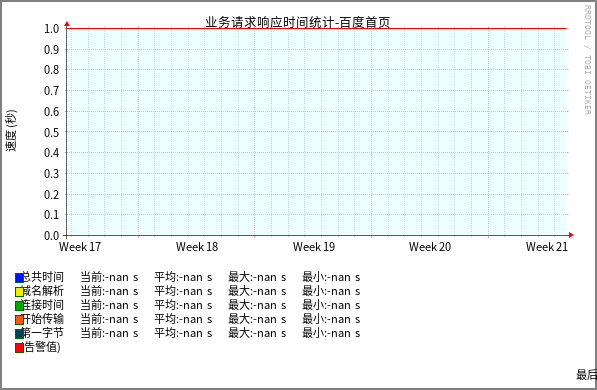 业务请求响应时间统计-百度首页
RRDTOOL / TOBI OETIKER
速度 (秒)
1.0
0.9
0.8
0.7
0.6
0.5
0.4
0.3
0.2
0.1
0.0
Week 17 Week 18 Week 19 Week 20 Week 21
总共时间 当前:-nan s 平均:-nan s 最大:-nan s 最小:-nan s
域名解析 当前:-nan s 平均:-nan s 最大:-nan s 最小:-nan s
连接时间 当前:-nan s 平均:-nan s 最大:-nan s 最小:-nan s
开始传输 当前:-nan s 平均:-nan s 最大:-nan s 最小:-nan s
第一字节 当前:-nan s 平均:-nan s 最大:-nan s 最小:-nan s
告警值)
最后